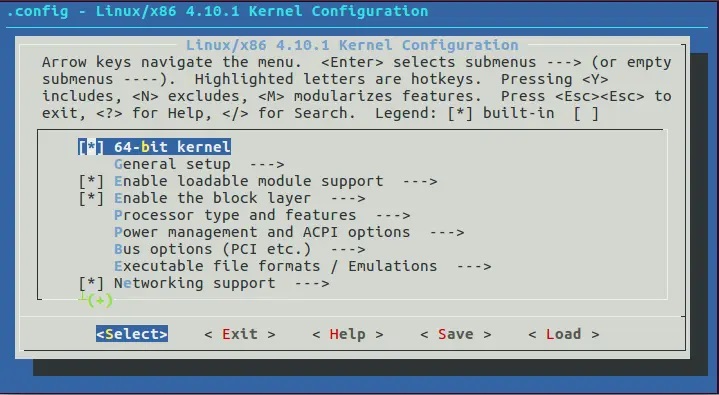 .config - Linux/x86 4.10.1 Kernel Configuration
Linux/x86 4.10.1 Kernel Configuration
Arrow keys navigate the menu.  <Enter> selects submenus ---> (or empty
submenus ----).  Highlighted letters are hotkeys.  Pressing <Y>
includes, <N> excludes, <M> modularizes features.  Press <Esc><Esc> to
exit, <?> for Help, </> for Search.  Legend: [*] built-in  [ ]
[*] 64-bit kernel
General setup  --->
[*] Enable loadable module support  --->
[*] Enable the block layer  --->
Processor type and features  --->
Power management and ACPI options  --->
Bus options (PCI etc.)  --->
Executable file formats / Emulations  --->
[*] Networking support  --->
(+)
<Select>    < Exit >    < Help >    < Save >    < Load >